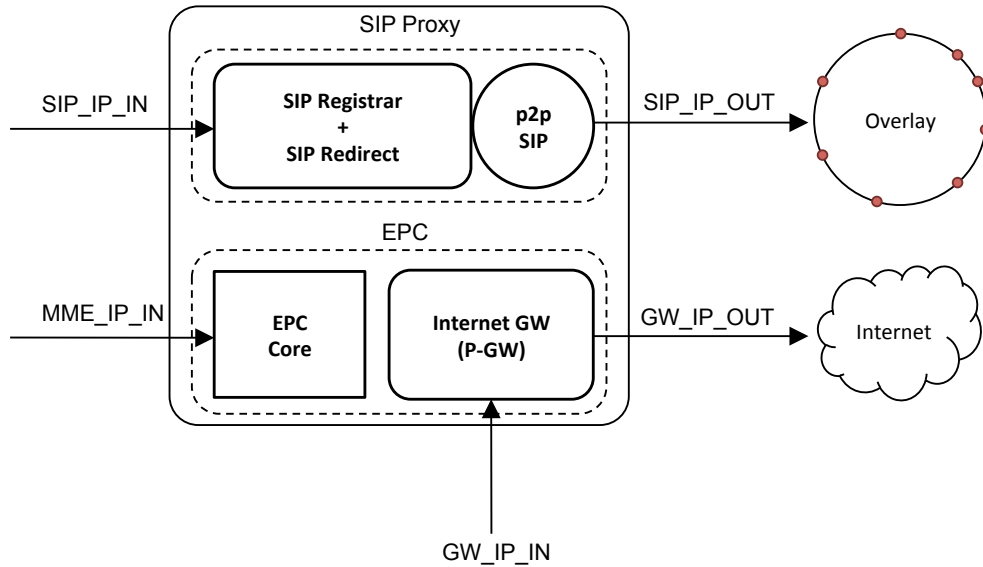 SIP Proxy
SIP_IP_IN
SIP Registrar
+
SIP Redirect
p2p
SIP
SIP_IP_OUT
Overlay
EPC
MME_IP_IN
EPC
Core
Internet GW
(P-GW)
GW_IP_OUT
Internet
GW_IP_IN